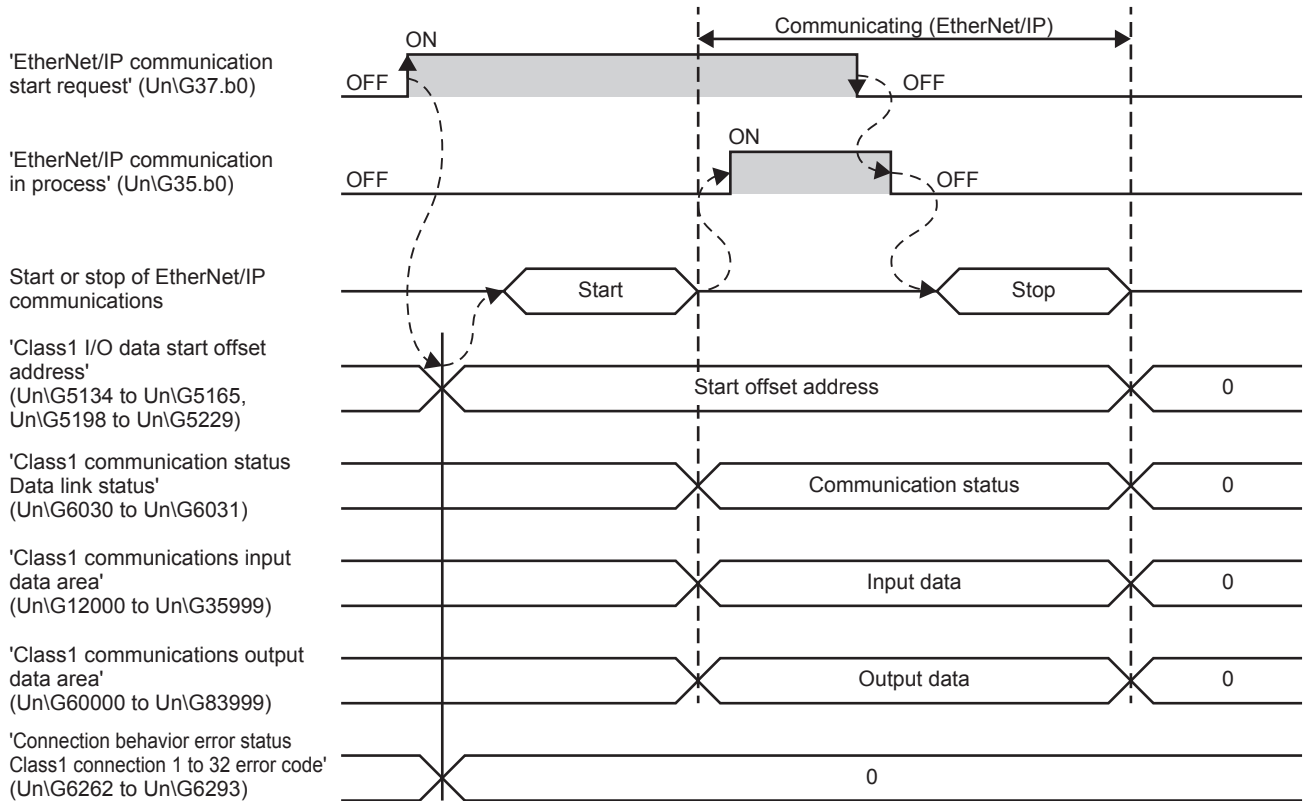 Communicating (EtherNet/IP)
'EtherNet/IP communication
start request' (Un\G37.b0)
OFF
ON
OFF
'EtherNet/IP communication
in process' (Un\G35.b0)
OFF
ON
OFF
Start or stop of EtherNet/IP
communications
Start
Stop
'Class1 I/O data start offset
address'
(Un\G5134 to Un\G5165,
Un\G5198 to Un\G5229)
Start offset address
0
'Class1 communication status
Data link status'
(Un\G6030 to Un\G6031)
Communication status
0
'Class1 communications input
data area'
(Un\G12000 to Un\G35999)
Input data
0
'Class1 communications output
data area'
(Un\G60000 to Un\G83999)
Output data
0
'Connection behavior error status
Class1 connection 1 to 32 error code'
(Un\G6262 to Un\G6293)
0